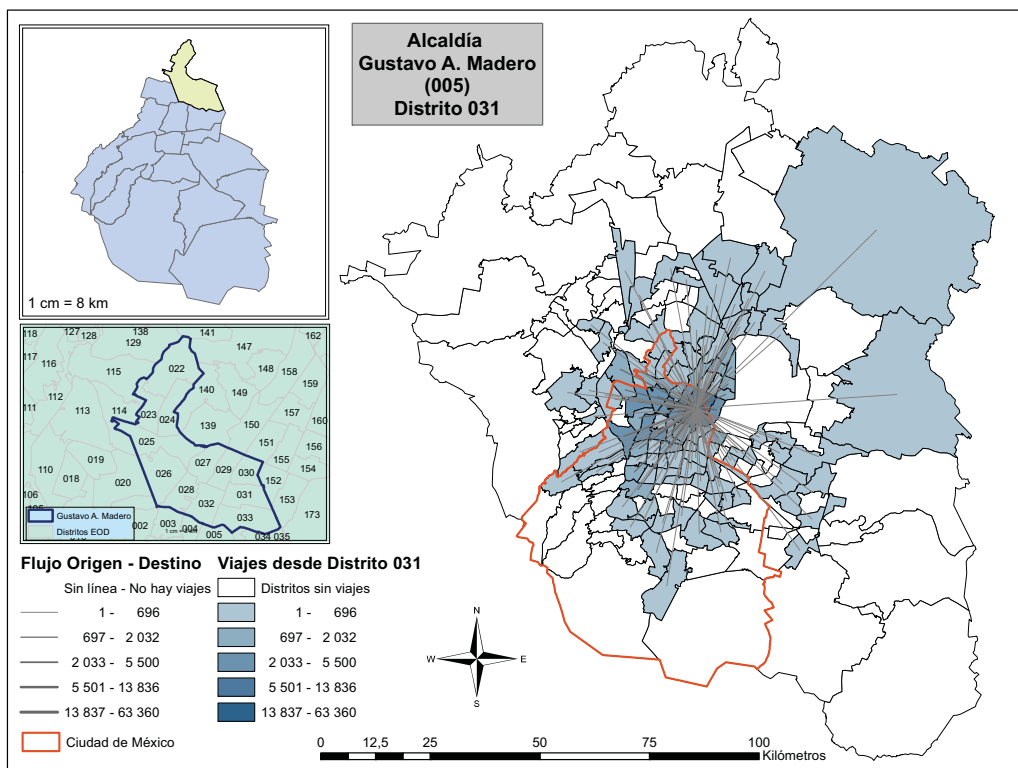 Alcaldía
Gustavo A. Madero
(005)
Distrito 031
1 cm = 8 km
118
127
128
138
129
141
147
162
117
116
115
022
148
158
159
112
140
149
111
113
114
023
024
139
150
157
160
025
151
156
110
019
026
027
029
030
155
154
152
018
020
028
031
153
106
032
033
173
002
003
004
005
034
035
1 cm = 8 km
Gustavo A. Madero
Distritos EOD
Flujo Origen - Destino
Sin línea - No hay viajes
1 - 696
697 - 2 032
2 033 - 5 500
5 501 - 13 836
13 837 - 63 360
Ciudad de México
Viajes desde Distrito 031
Distritos sin viajes
1 - 696
697 - 2 032
2 033 - 5 500
5 501 - 13 836
13 837 - 63 360
N
W
E
S
0 12,5 25 50 75 100
Kilómetros